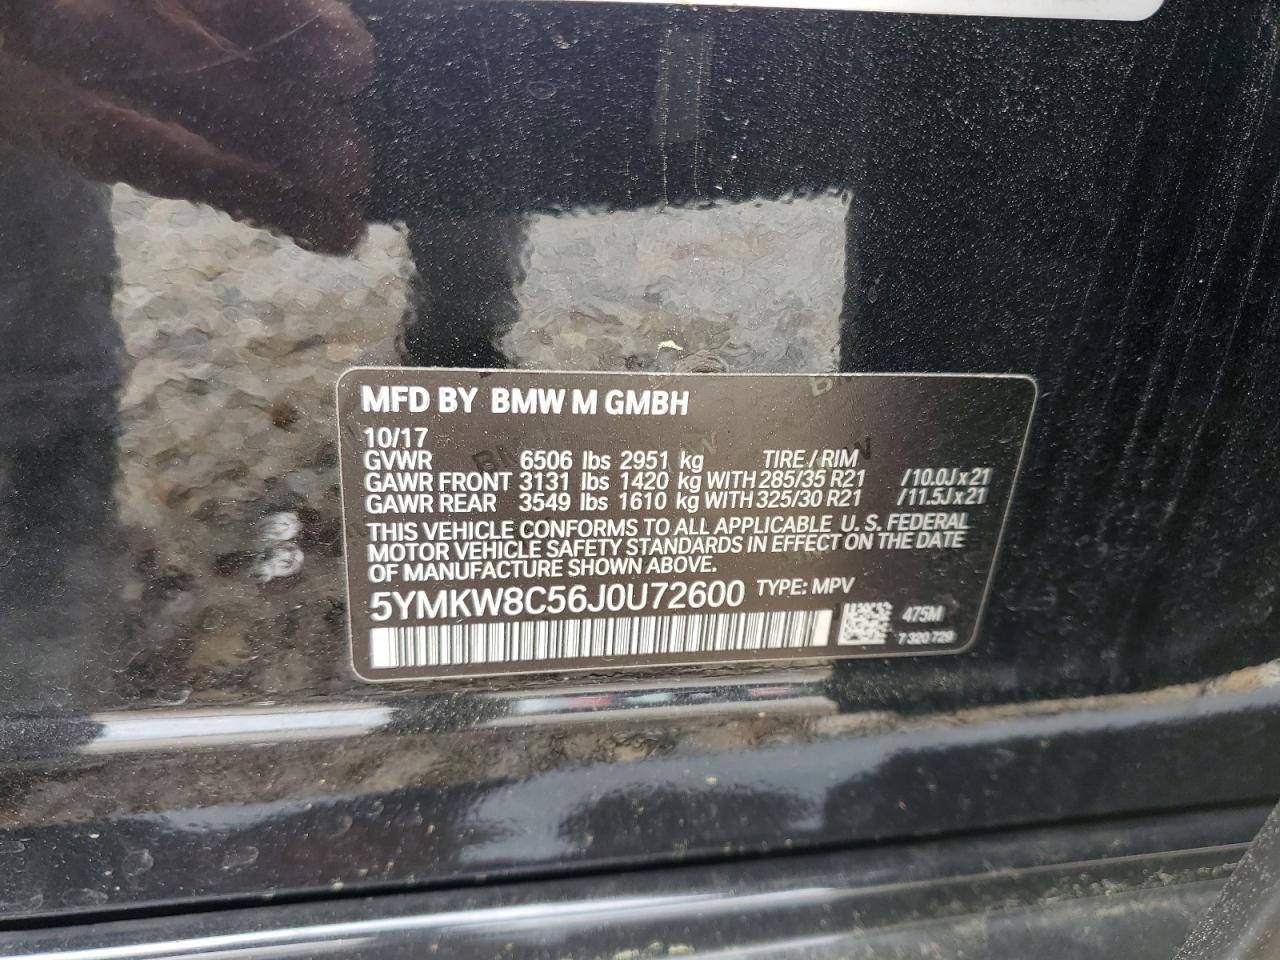 MFD BY BMW M GMBH
10/17
GVWR 6506 lbs 2951 kg TIRE / RIM
GAWR FRONT 3131 lbs 1420 kg WITH 285/35 R21 /10.0J x 21
GAWR REAR 3549 lbs 1610 kg WITH 325/30 R21 /11.5J x 21
THIS VEHICLE CONFORMS TO ALL APPLICABLE U. S. FEDERAL
MOTOR VEHICLE SAFETY STANDARDS IN EFFECT ON THE DATE
OF MANUFACTURE SHOWN ABOVE.
5YMKW8C56J0U72600 TYPE: MPV
475M
7 320 729